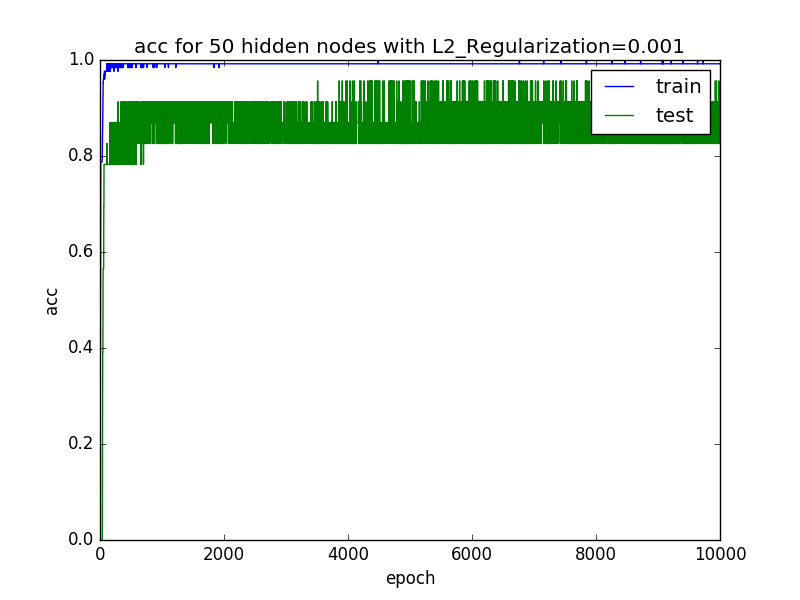 acc for 50 hidden nodes with L2_Regularization=0.001
1.0
train
test
0.8
0.6
acc
0.4
0.2
0.0
0 2000 4000 6000 8000 10000
epoch